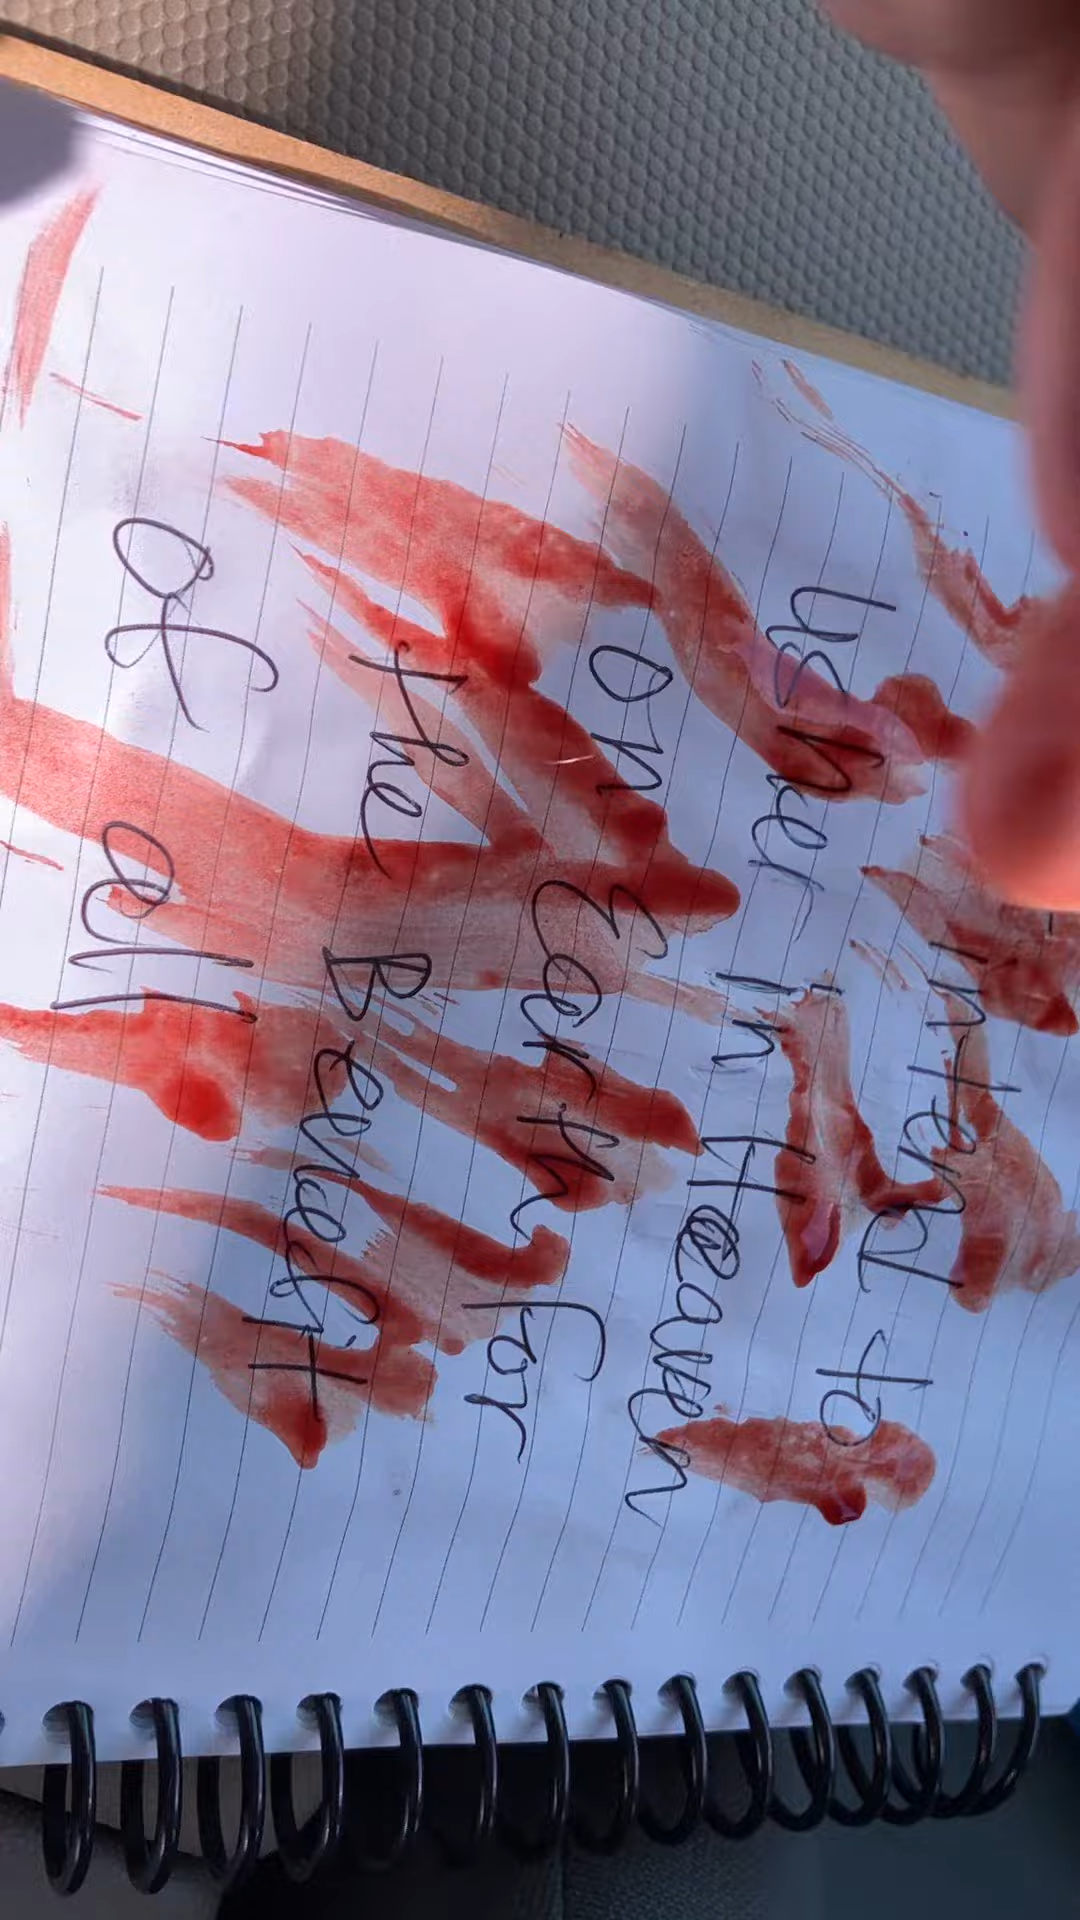 intend to
usher in Heaven
on Earth for
the Benefit
of all